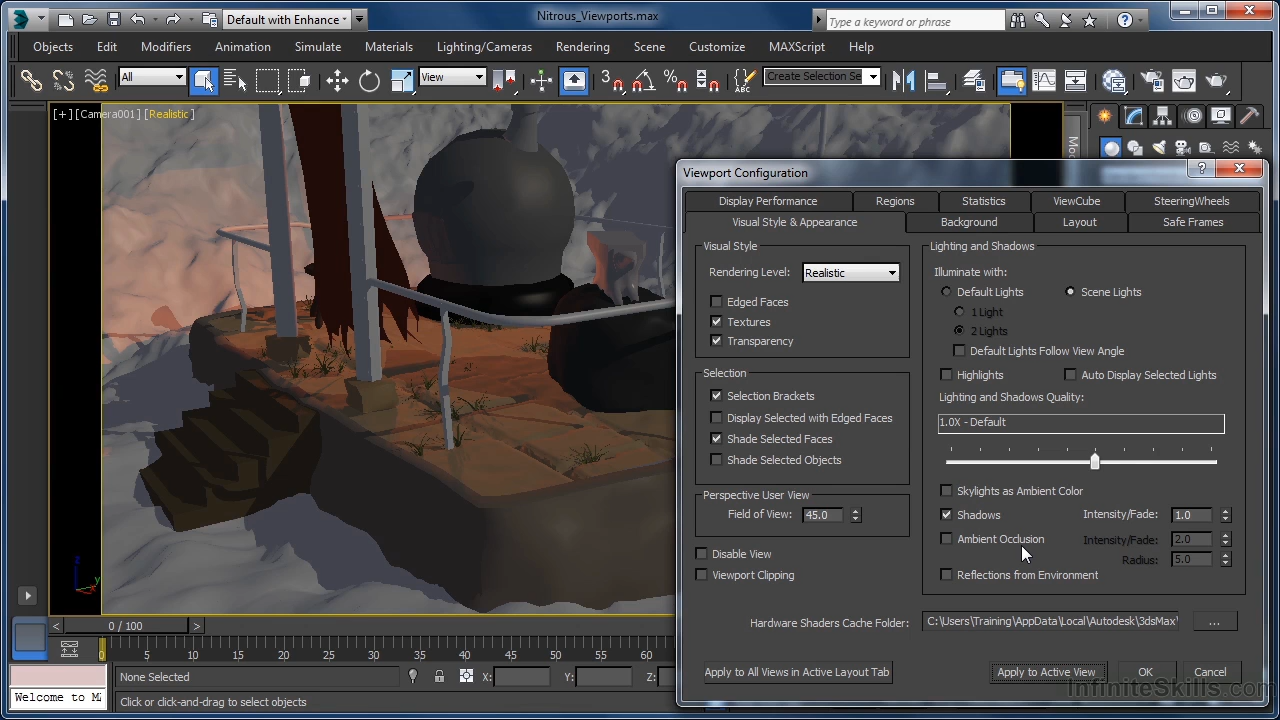 Default with Enhance
Nitrous_Viewports.max
Type a keyword or phrase
Objects Edit Modifiers Animation Simulate Materials Lighting/Cameras Rendering Scene Customize MAXScript Help
All
View
3
%
ABC
Create Selection Se
[+] [Camera001] [Realistic]
Viewport Configuration
Display Performance Regions Statistics ViewCube SteeringWheels
Visual Style & Appearance Background Layout Safe Frames
Visual Style
Rendering Level: Realistic
Edged Faces
Textures
Transparency
Selection
Selection Brackets
Display Selected with Edged Faces
Shade Selected Faces
Shade Selected Objects
Perspective User View
Field of View: 45.0
Disable View
Viewport Clipping
Lighting and Shadows
Illuminate with:
Default Lights Scene Lights
1 Light
2 Lights
Default Lights Follow View Angle
Highlights Auto Display Selected Lights
Lighting and Shadows Quality:
1.0X - Default
Skylights as Ambient Color
Shadows Intensity/Fade: 1.0
Ambient Occlusion Intensity/Fade: 2.0
Radius: 5.0
Reflections from Environment
Hardware Shaders Cache Folder: C:\Users\Training\AppData\Local\Autodesk\3dsMax\ ...
Apply to All Views in Active Layout Tab Apply to Active View OK Cancel
z
y
x
< 0 / 100 >
0 5 10 15 20 25 30 35 40 45 50 55 60
None Selected X: Y: Z:
Welcome to MA
Click or click-and-drag to select objects
InfiniteSkills.com